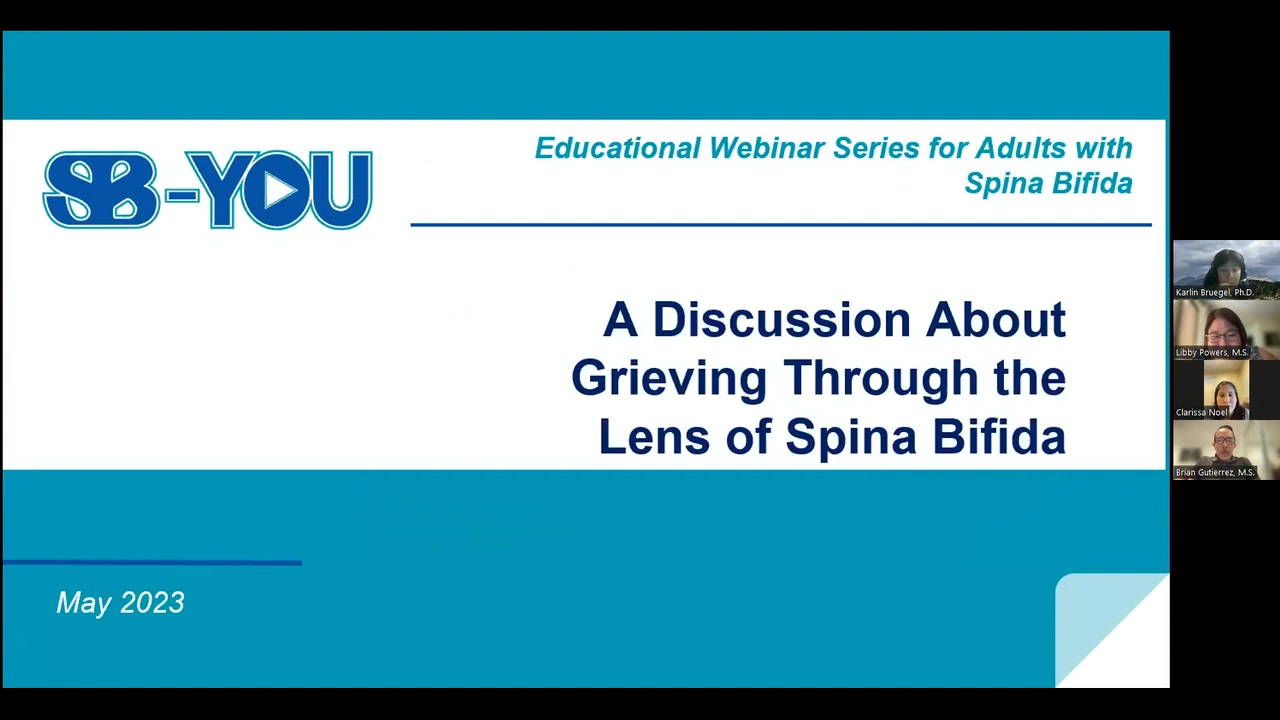 SB-YOU
Educational Webinar Series for Adults with
Spina Bifida
A Discussion About
Grieving Through the
Lens of Spina Bifida
May 2023
Karlin Bruegel, Ph.D.
Libby Powers, M.S.
Clarissa Noel
Brian Gutierrez, M.S.